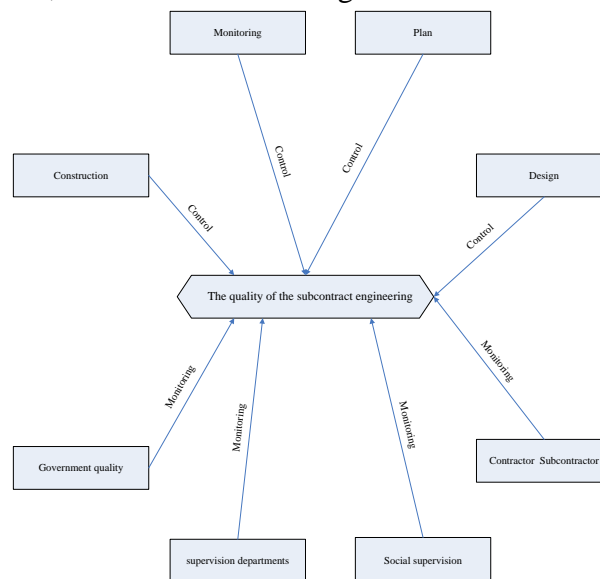 Monitoring
Plan
Control
Control
Construction
Design
Control
Control
The quality of the subcontract engineering
Monitoring
Monitoring
Monitoring
Monitoring
Government quality
Contractor Subcontractor
supervision departments
Social supervision